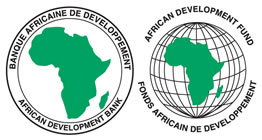 BANQUE AFRICAINE DE DEVELOPPEMENT
AFRICAN DEVELOPMENT BANK
AFRICAN DEVELOPMENT FUND
FONDS AFRICAIN DE DEVELOPPEMENT